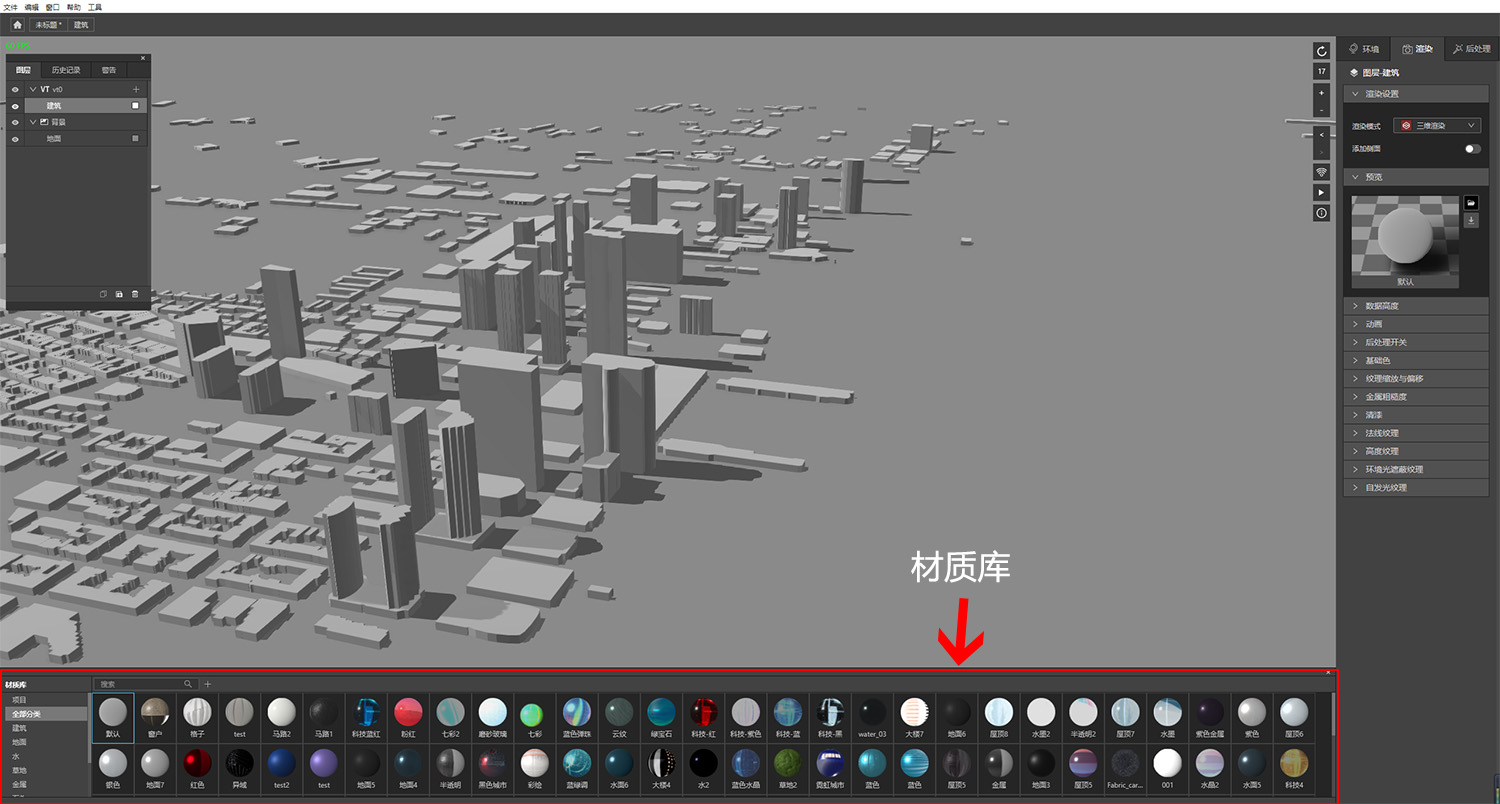 文件 编辑 窗口 帮助 工具
未标题* 建筑
图层 历史记录 警告
VT vt0
建筑
背景
地面
17
环境 渲染 后处理
图层-建筑
渲染设置
渲染模式 三维渲染
添加侧面
预览
默认
数据高度
动画
后处理开关
基础色
纹理缩放与偏移
金属粗糙度
清漆
法线纹理
高度纹理
环境光遮蔽纹理
自发光纹理
材质库
材质库
搜索
项目
全部分类
建筑
地面
水
草地
金属
默认 窗户 格子 test 马路2 马路1 科技蓝红 粉红 七彩2 磨砂玻璃 七彩 蓝色弹珠 云纹 绿宝石 科技-红 科技-紫色 科技-蓝 科技-黑 water_03 大楼7 地面6 屋顶8 水墨2 半透明2 屋顶7 水墨 紫色金属 紫色 屋顶6
银色 地面7 红色 异域 test2 test 地面5 地面4 半透明 黑色城市 彩绘 蓝绿调 水面6 大楼4 水2 蓝色水晶 草地2 霓虹城市 蓝色 蓝色 屋顶5 金属 地面3 屋顶5 Fabric_car... 001 水晶2 水面5 科技4